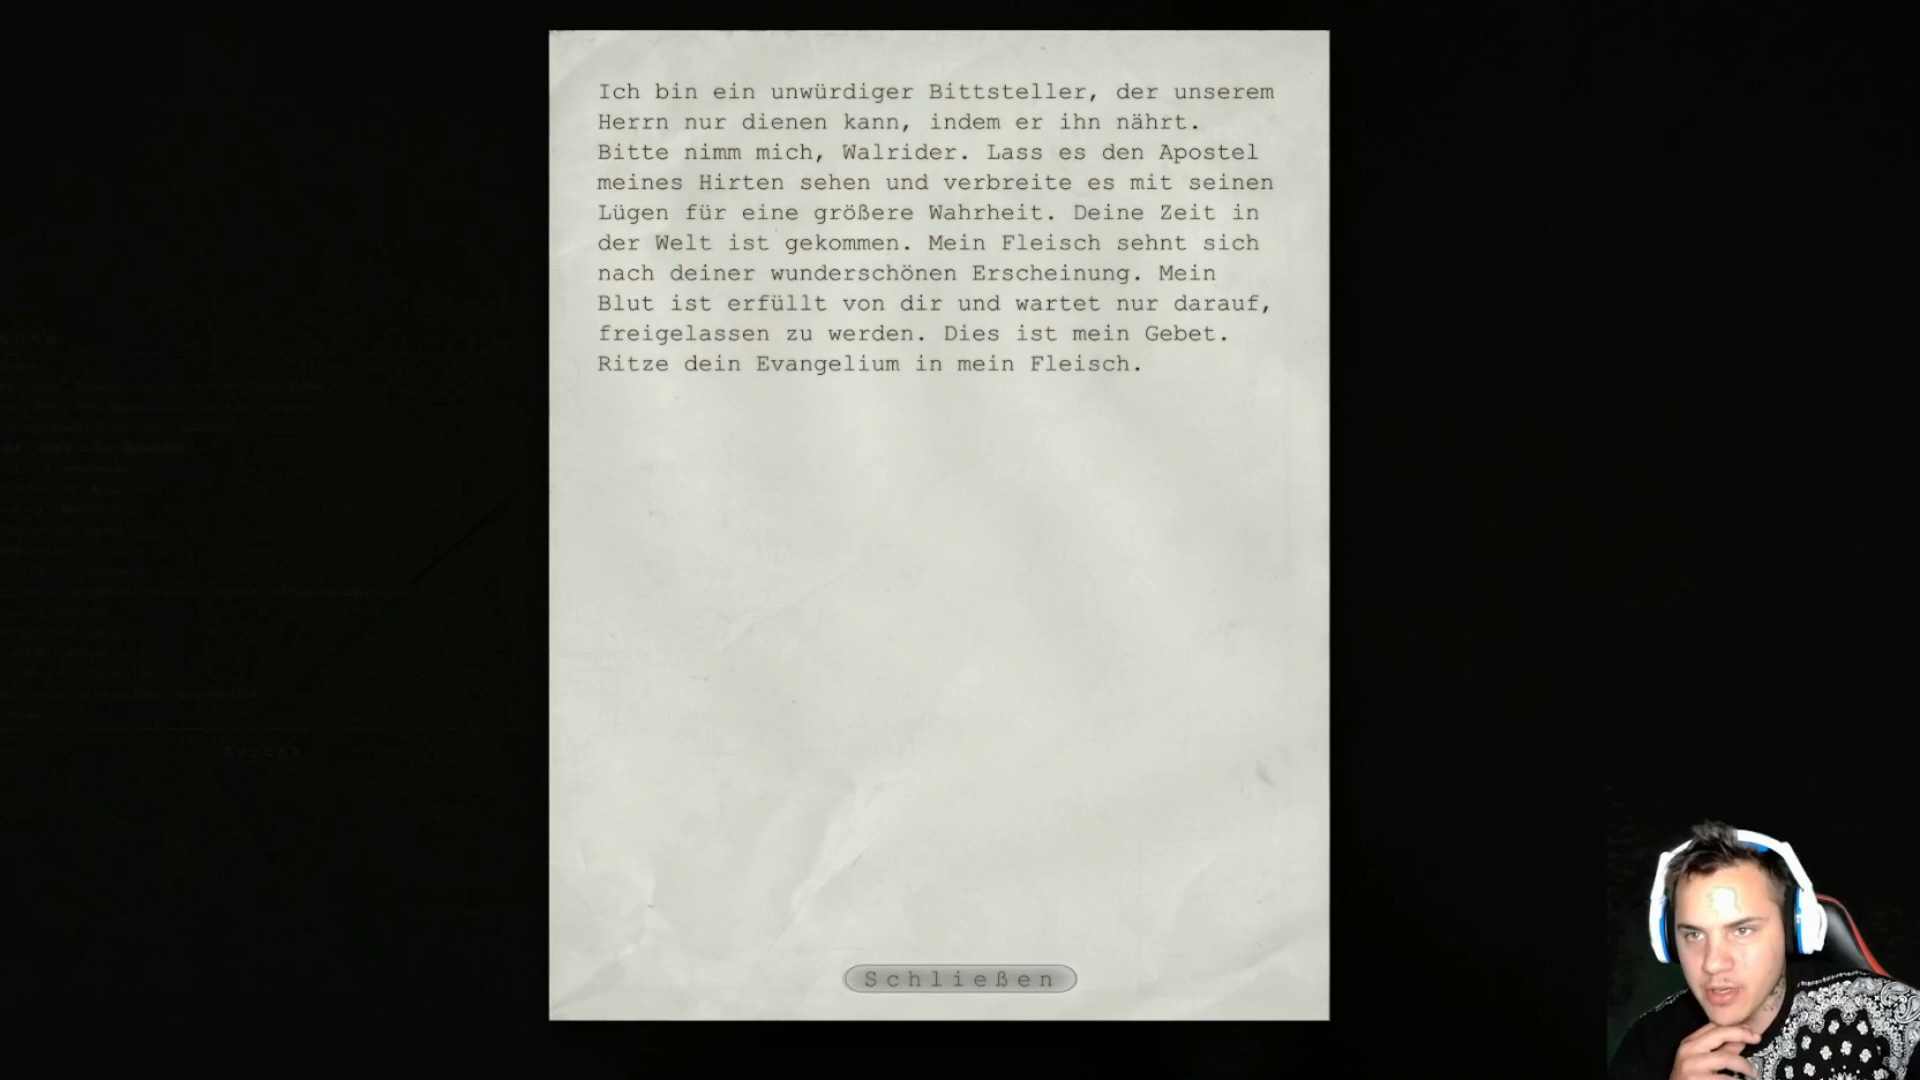 Ich bin ein unwürdiger Bittsteller, der unserem
Herrn nur dienen kann, indem er ihn nährt.
Bitte nimm mich, Walrider. Lass es den Apostel
meines Hirten sehen und verbreite es mit seinen
Lügen für eine größere Wahrheit. Deine Zeit in
der Welt ist gekommen. Mein Fleisch sehnt sich
nach deiner wunderschönen Erscheinung. Mein
Blut ist erfüllt von dir und wartet nur darauf,
freigelassen zu werden. Dies ist mein Gebet.
Ritze dein Evangelium in mein Fleisch.
Schließen